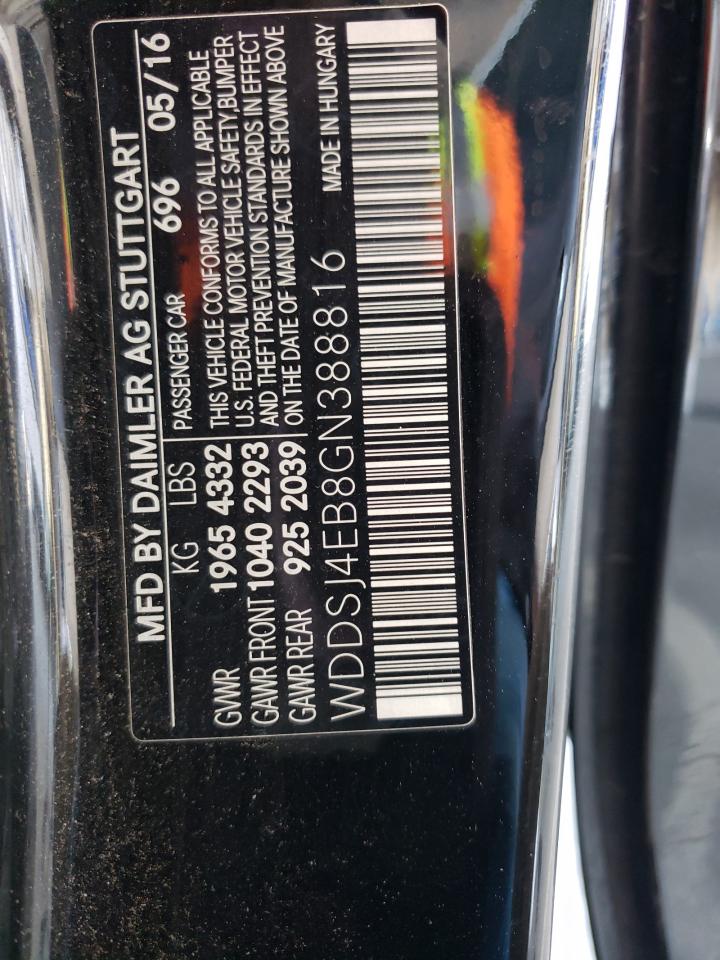 MFD BY DAIMLER AG STUTTGART
KG LBS PASSENGER CAR 696 05/16
GVWR 1965 4332
GAWR FRONT 1040 2293
GAWR REAR 925 2039
THIS VEHICLE CONFORMS TO ALL APPLICABLE
U.S. FEDERAL MOTOR VEHICLE SAFETY,BUMPER
AND THEFT PREVENTION STANDARDS IN EFFECT
ON THE DATE OF MANUFACTURE SHOWN ABOVE
WDDSJ4EB8GN388816 MADE IN HUNGARY